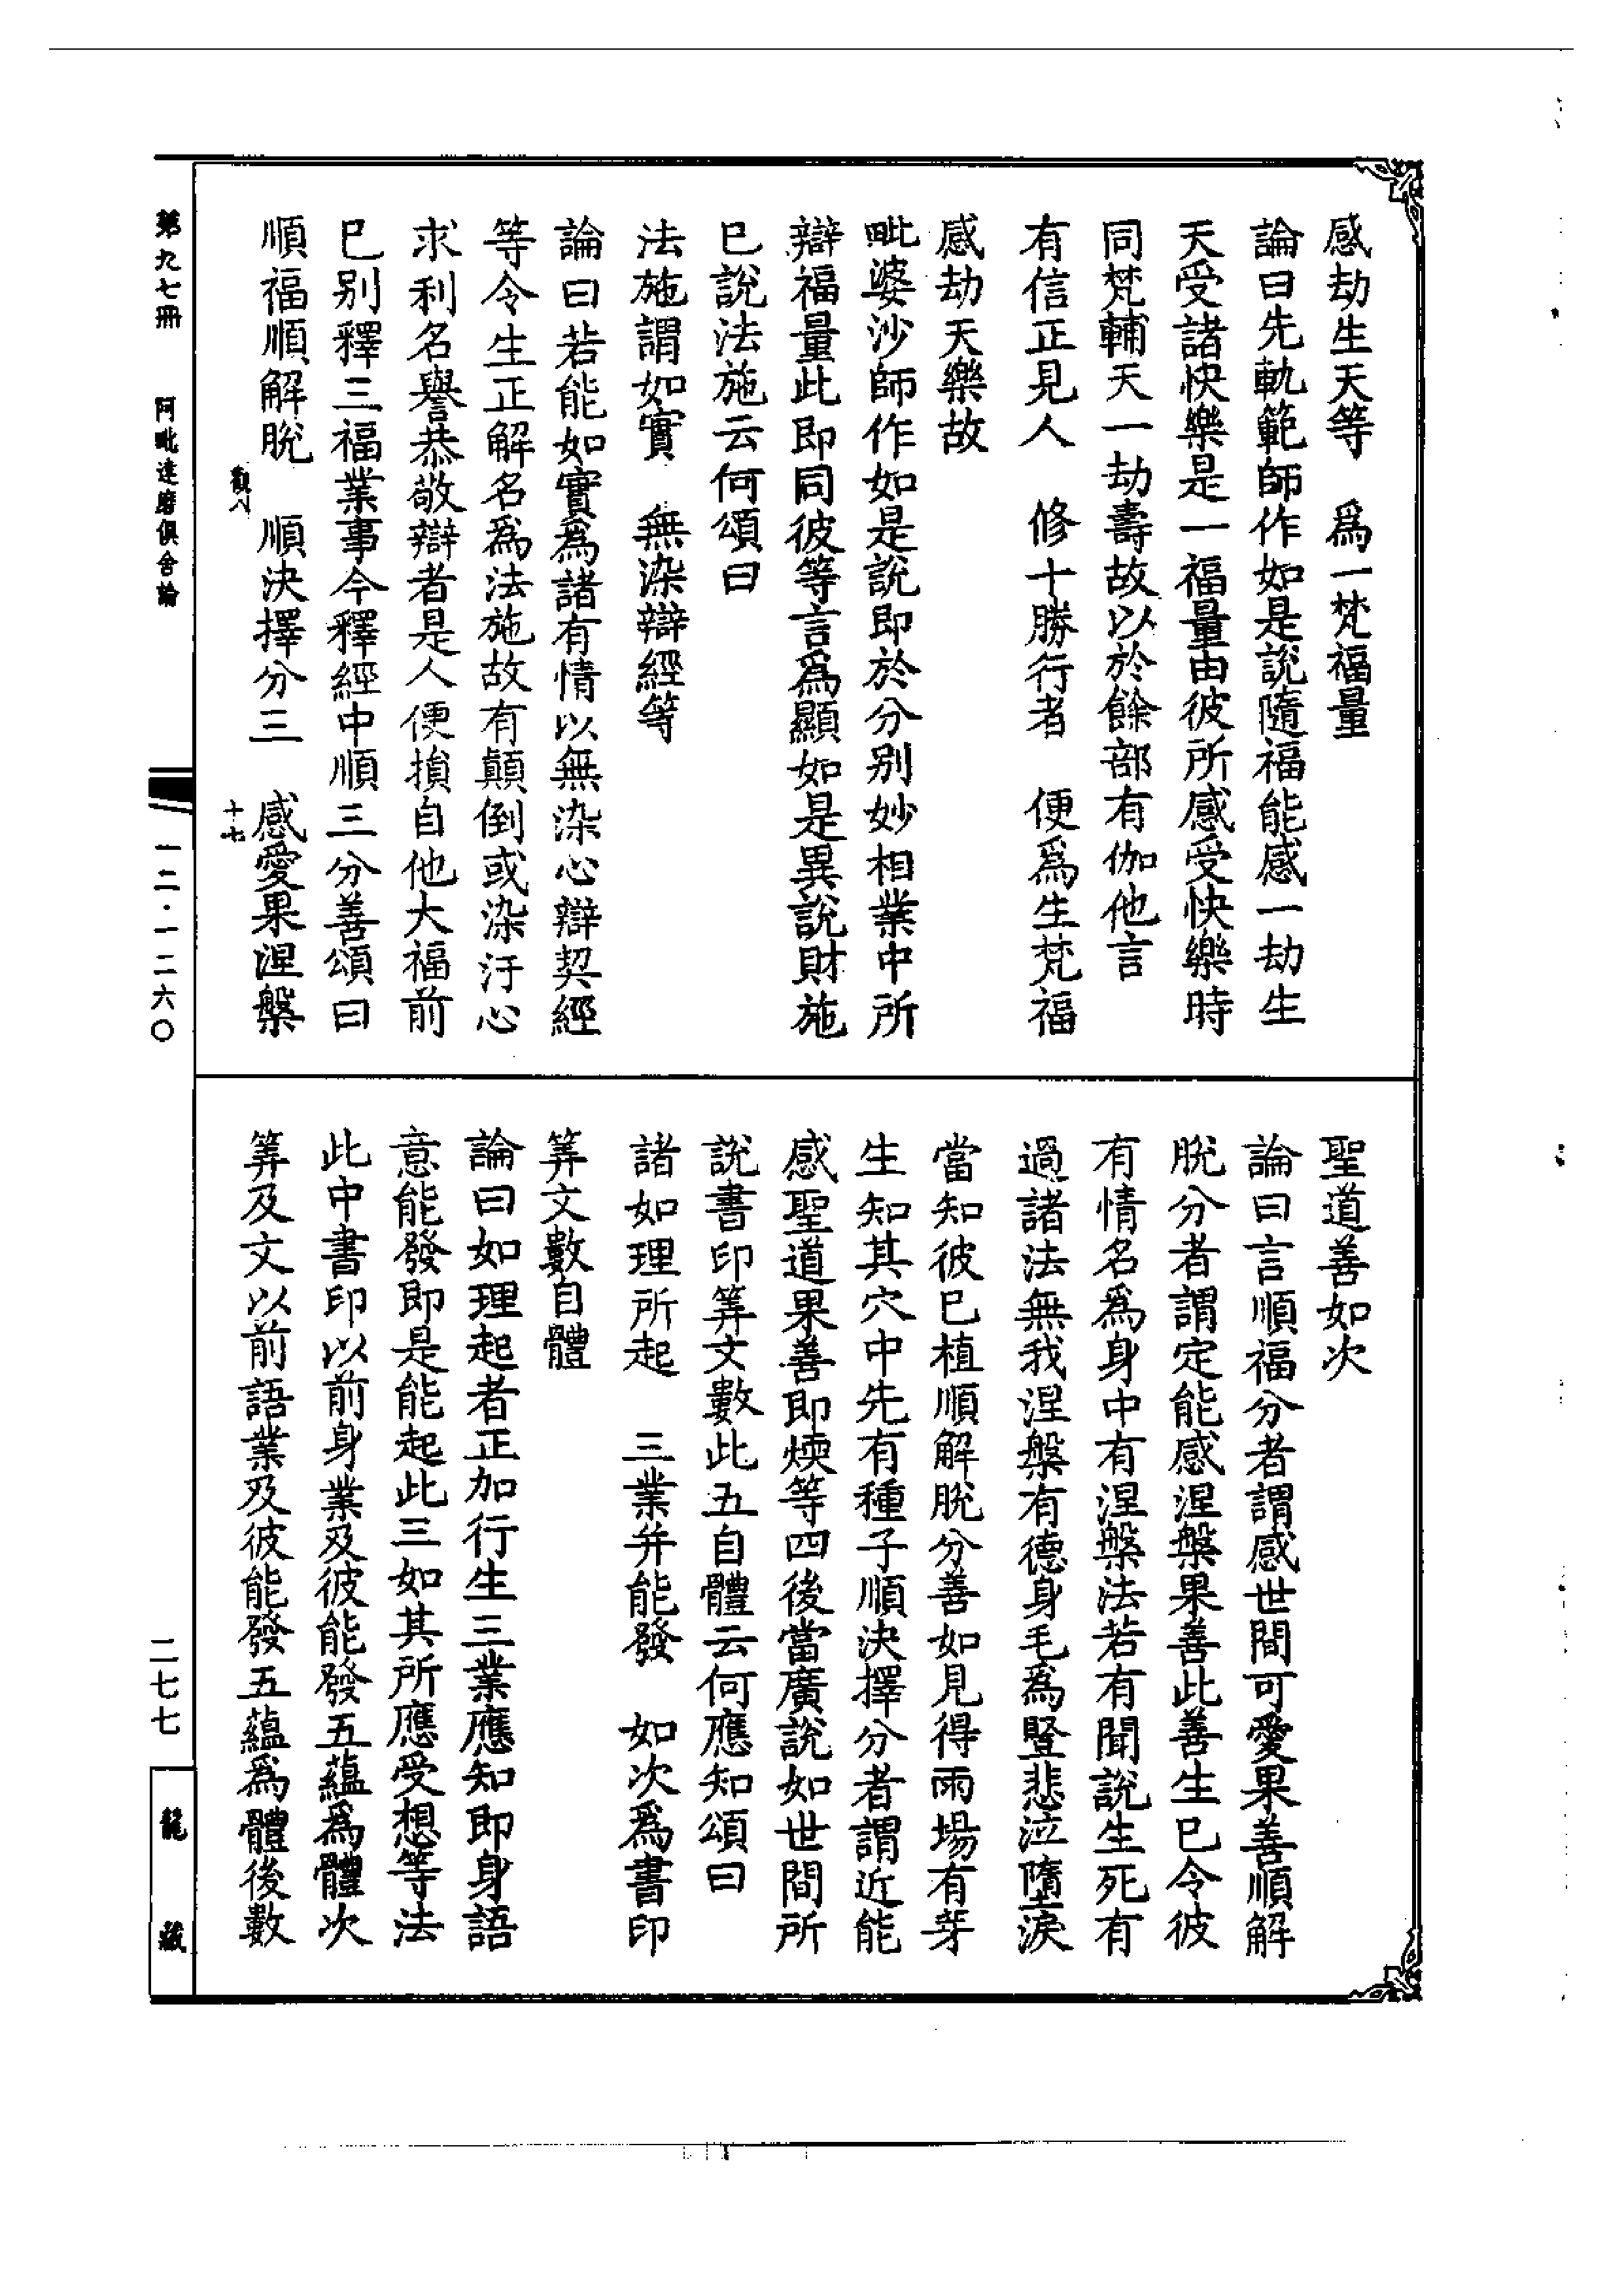 感劫生天等　爲一梵福量
論曰先軌範師作如是說隨福能感一劫生
天受諸快樂是一福量由彼所感受快樂時
同梵輔天一劫壽故以於餘部有伽他言
有信正見人　修十勝行者　便爲生梵福
感劫天樂故
毗婆沙師作如是說即於分别妙相業中所
辯福量此即同彼等言爲顯如是異說財施
已說法施云何頌曰
法施謂如實　無染辯經等
論曰若能如實爲諸有情以無染心辯契經
等令生正解名爲法施故有顛倒或染汙心
求利名譽恭敬辯者是人便損自他大福前
已别釋三福業事今釋經中順三分善頌曰
順福順解脫　順決擇分三　感愛果涅槃
觀八
十七
聖道善如次
論曰言順福分者謂感世間可愛果善順解
脫分者謂定能感涅槃果善此善生已令彼
有情名爲身中有涅槃法若有聞說生死有
過諸法無我涅槃有德身毛爲豎悲泣墮淚
當知彼已植順解脫分善如見得雨場有芽
生知其穴中先有種子順決擇分者謂近能
感聖道果善即煗等四後當廣說如世間所
說書印筭文數此五自體云何應知頌曰
諸如理所起　三業并能發　如次爲書印
筭文數自體
論曰如理起者正加行生三業應知即身語
意能發即是能起此三如其所應受想等法
此中書印以前身業及彼能發五蘊爲體次
筭及文以前語業及彼能發五蘊爲體後數
第九七冊　阿毗達磨俱舍論
一二·一二六〇
二七七
龍藏